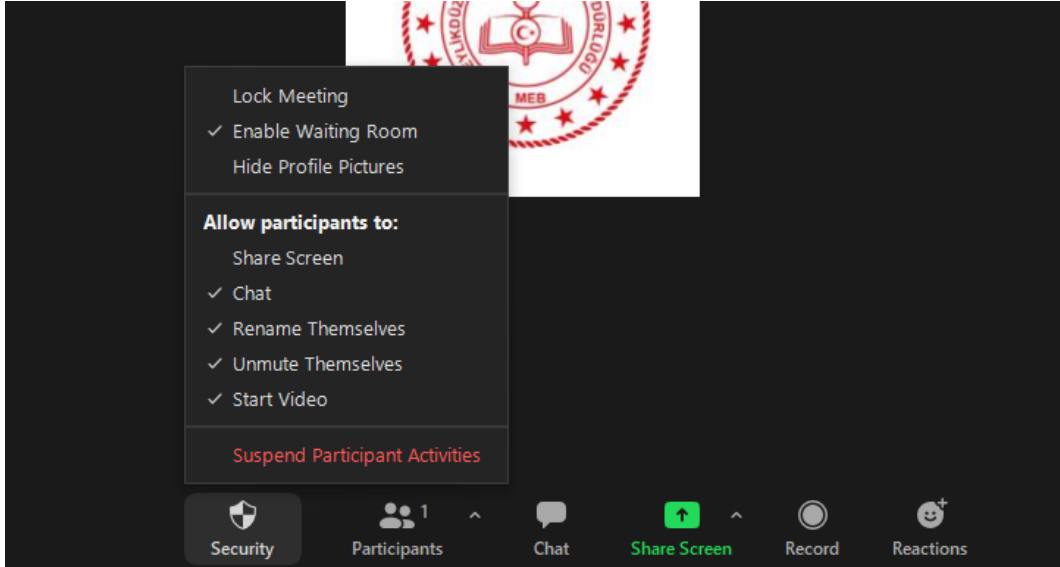 MEB
Lock Meeting
Enable Waiting Room
Hide Profile Pictures
Allow participants to:
Share Screen
Chat
Rename Themselves
Unmute Themselves
Start Video
Suspend Participant Activities
1
Security
Participants
Chat
Share Screen
Record
Reactions